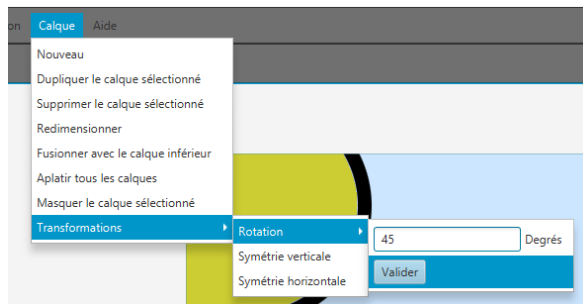 on Calque Aide
Nouveau
Dupliquer le calque sélectionné
Supprimer le calque sélectionné
Redimensionner
Fusionner avec le calque inférieur
Aplatir tous les calques
Masquer le calque sélectionné
Transformations
Rotation
45 Degrés
Symétrie verticale
Valider
Symétrie horizontale